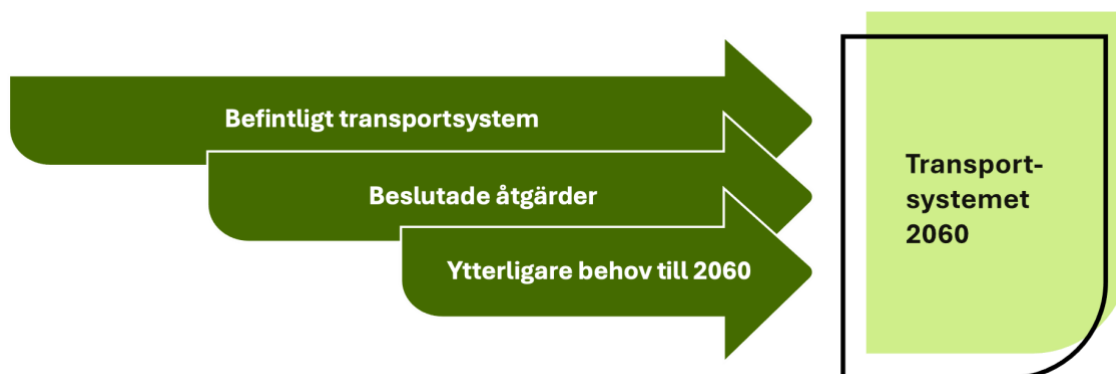 Befintligt transportsystem
Beslutade åtgärder
Ytterligare behov till 2060
Transport-
systemet
2060